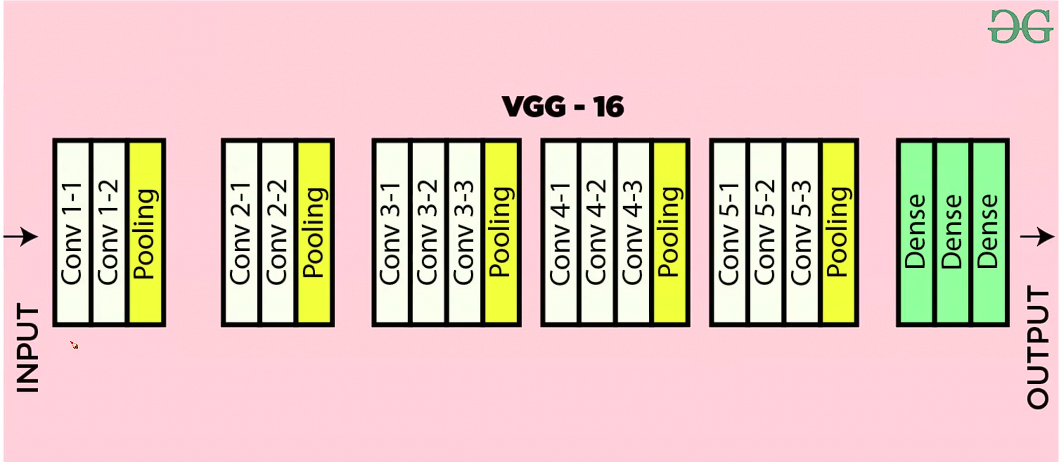 VGG - 16
INPUT
Conv 1-1
Conv 1-2
Pooling
Conv 2-1
Conv 2-2
Pooling
Conv 3-1
Conv 3-2
Conv 3-3
Pooling
Conv 4-1
Conv 4-2
Conv 4-3
Pooling
Conv 5-1
Conv 5-2
Conv 5-3
Pooling
Dense
Dense
Dense
OUTPUT